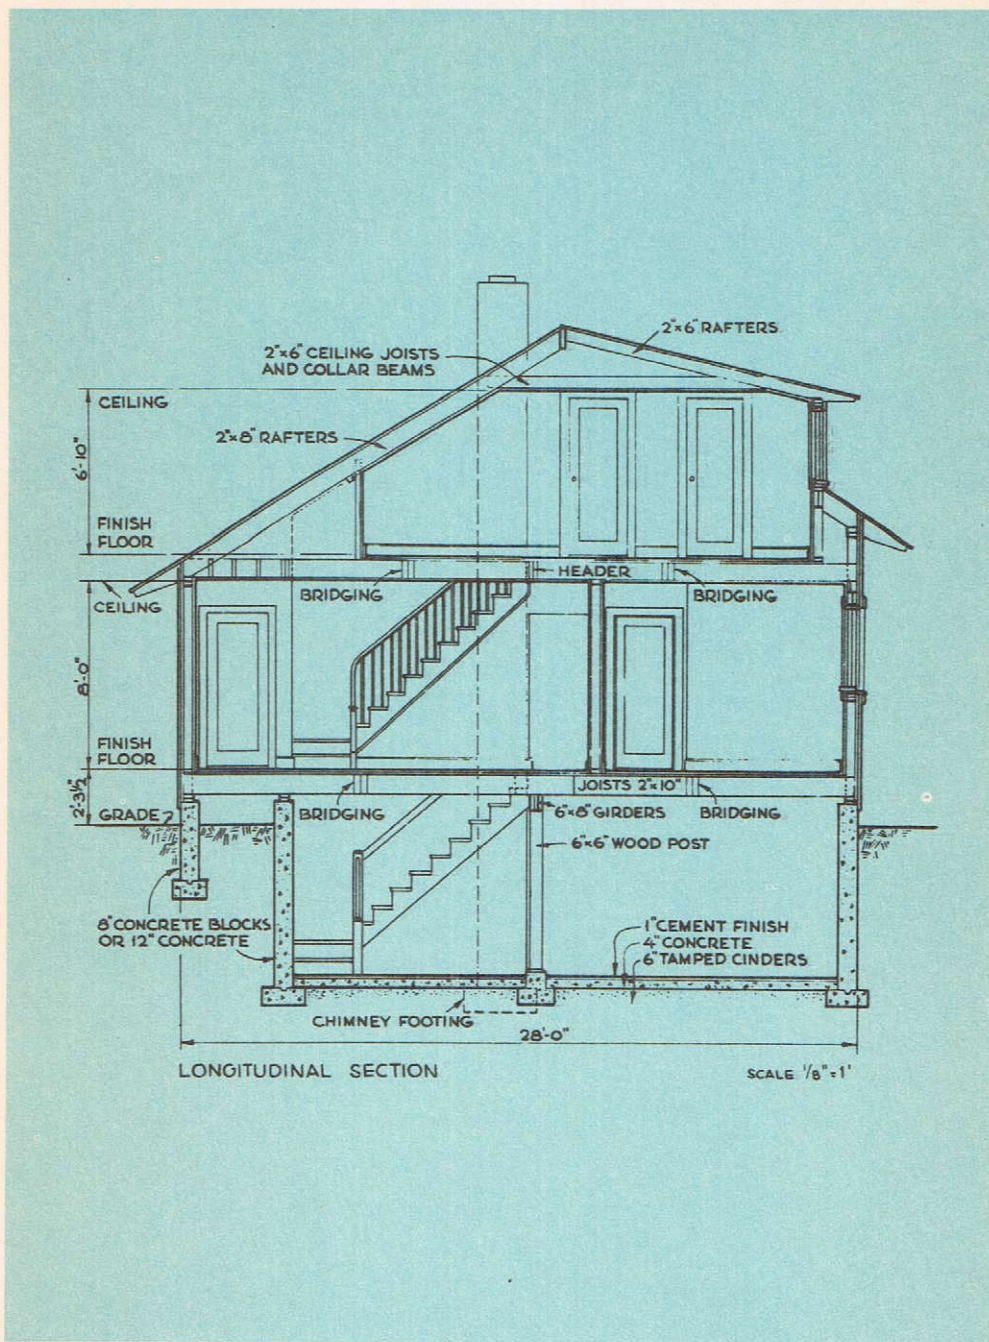 2"x6" RAFTERS
2"x6" CEILING JOISTS
AND COLLAR BEAMS
CEILING
2"x8" RAFTERS
6'-10"
FINISH
FLOOR
HEADER
BRIDGING
BRIDGING
CEILING
8'-0"
FINISH
FLOOR
JOISTS 2"x10"
2'-3½"
GRADE
BRIDGING
6"x8" GIRDERS
BRIDGING
6"x6" WOOD POST
8" CONCRETE BLOCKS
OR 12" CONCRETE
1" CEMENT FINISH
4" CONCRETE
6" TAMPED CINDERS
CHIMNEY FOOTING
28'-0"
LONGITUDINAL SECTION
SCALE 1/8"=1'